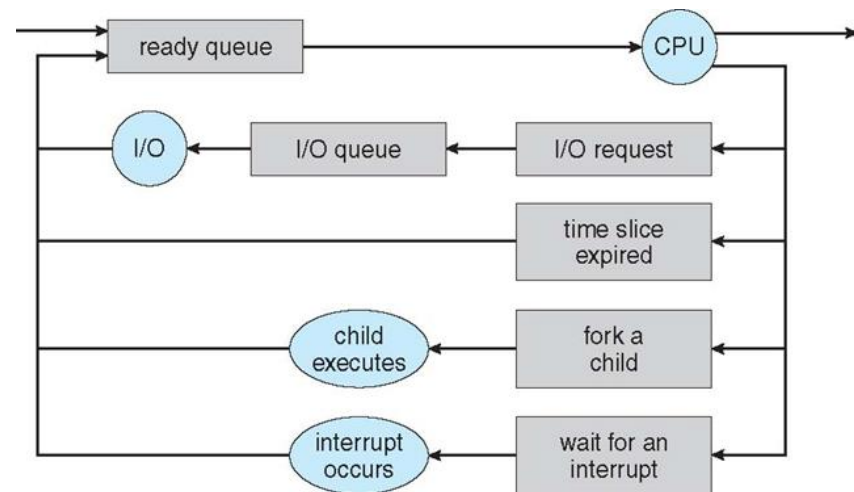 ready queue
CPU
I/O
I/O queue
I/O request
time slice
expired
child
executes
fork a
child
interrupt
occurs
wait for an
interrupt